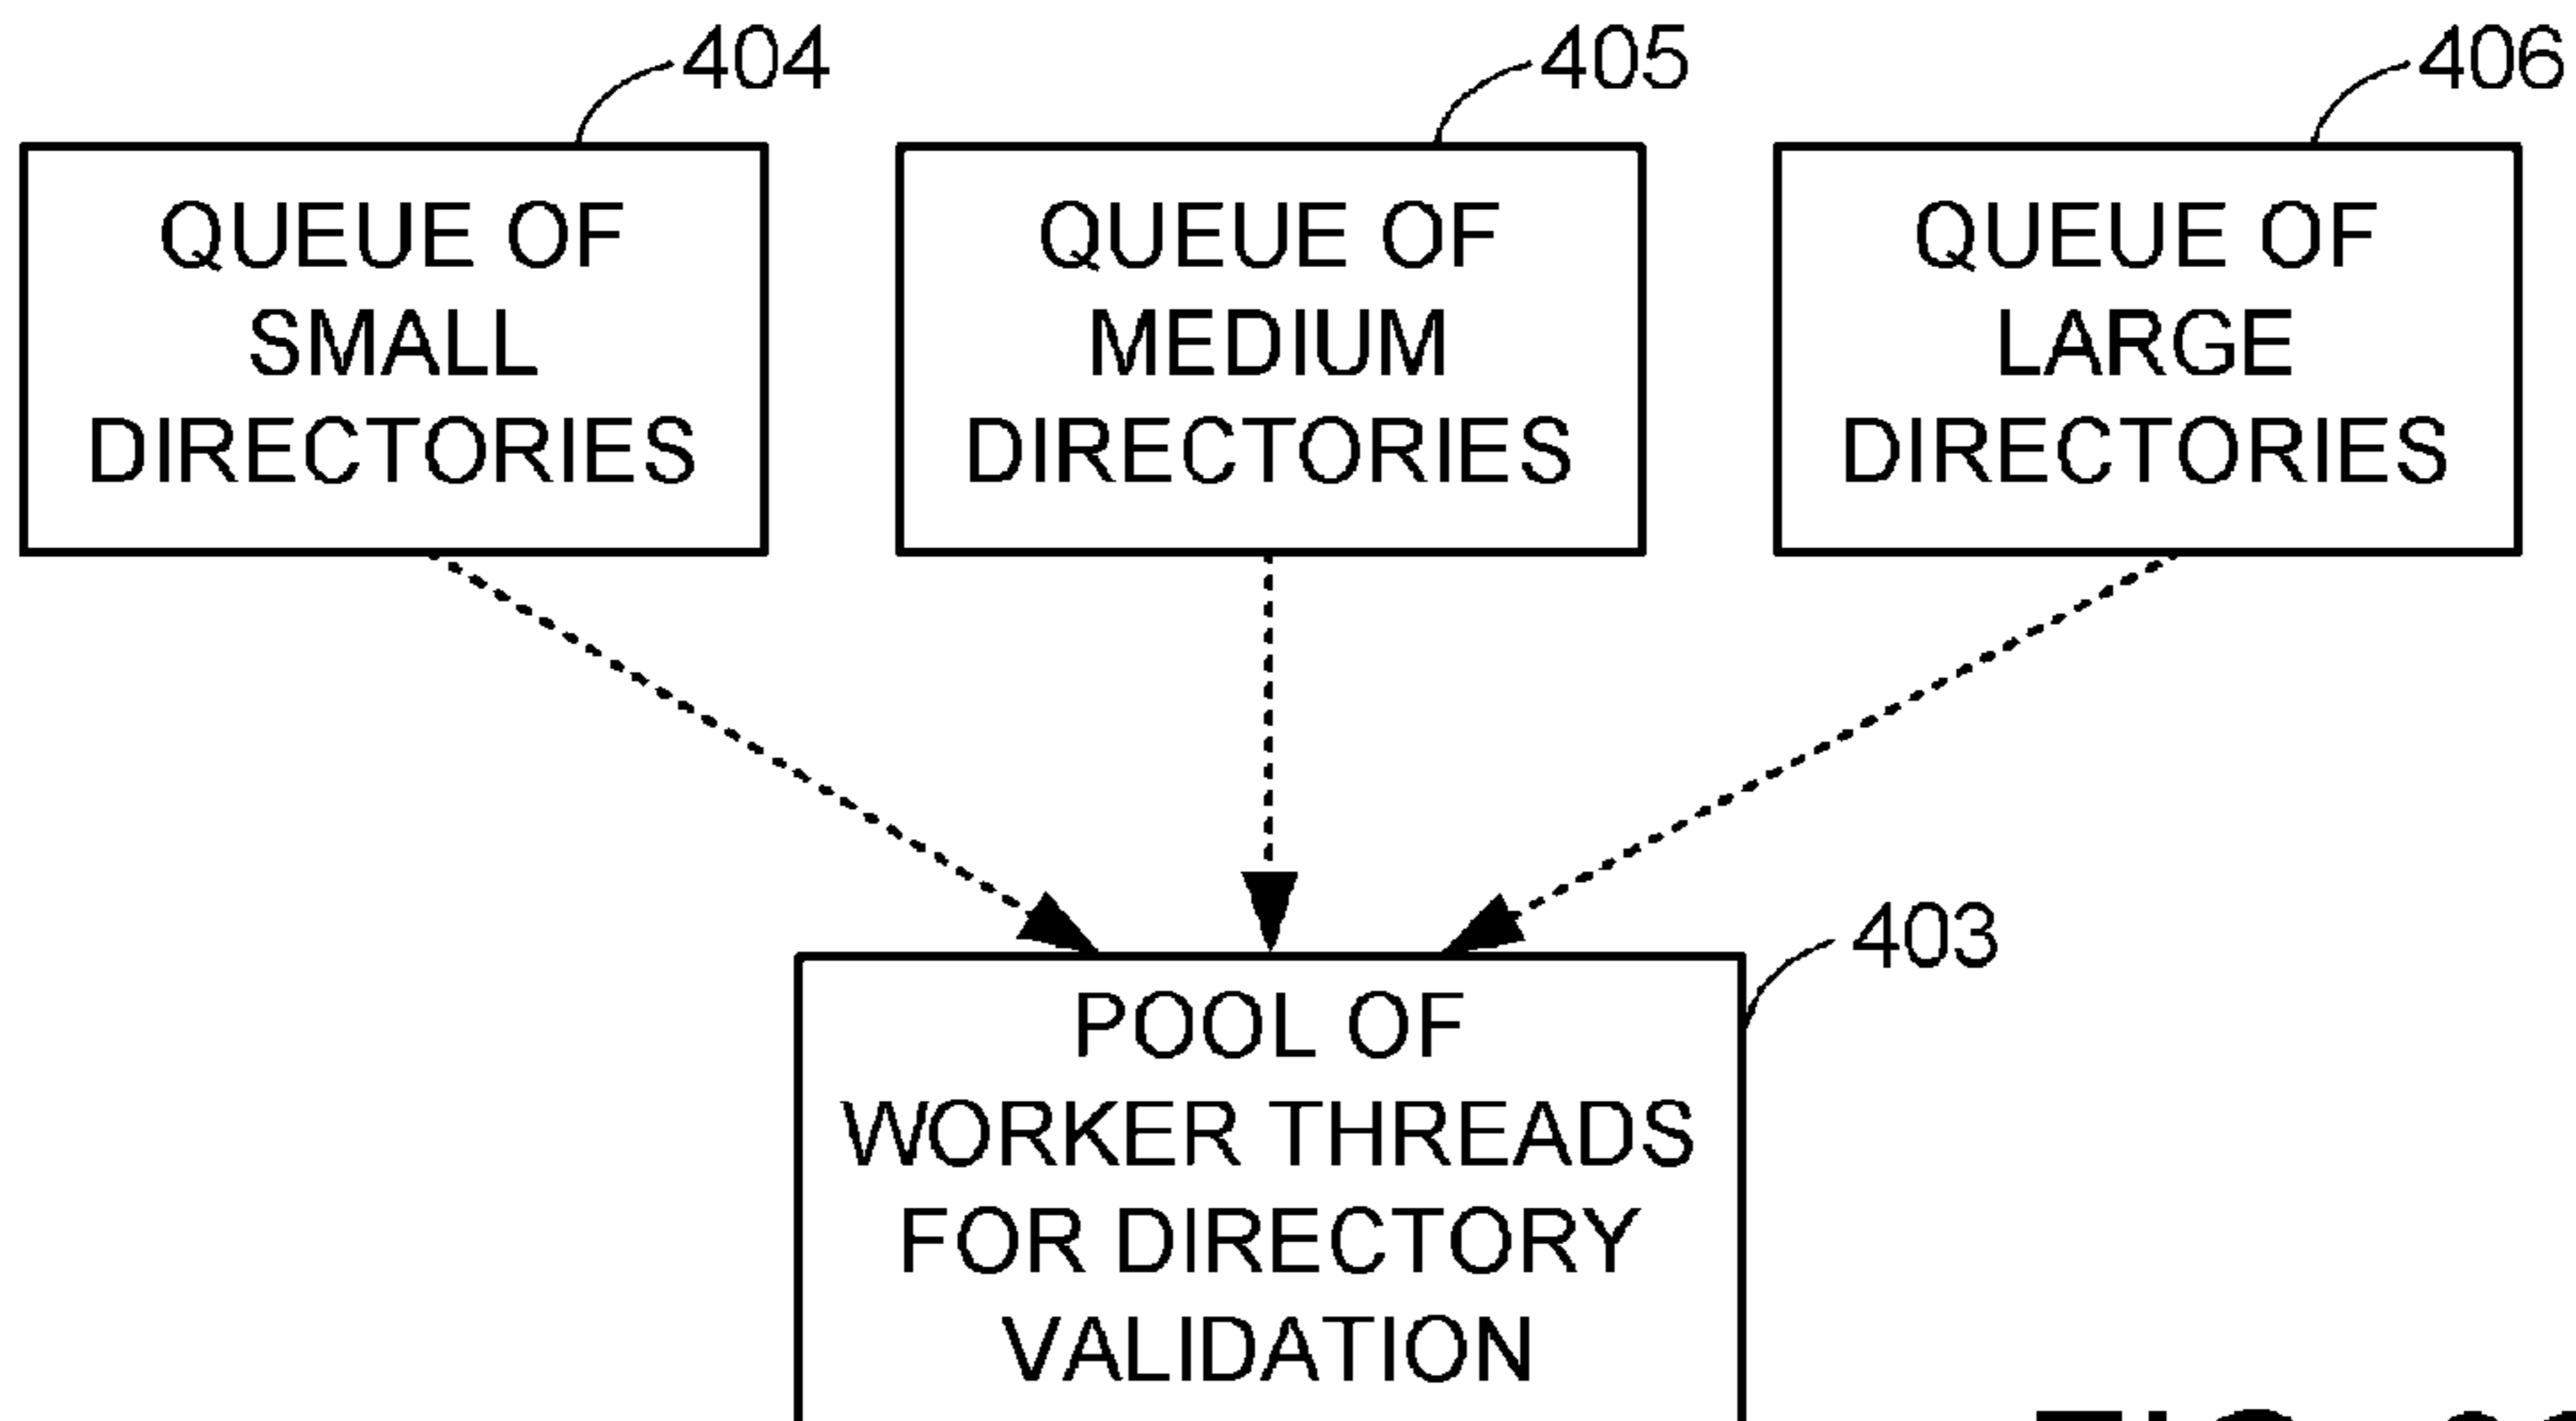 404
405
406
QUEUE OF
SMALL
DIRECTORIES
QUEUE OF
MEDIUM
DIRECTORIES
QUEUE OF
LARGE
DIRECTORIES
403
POOL OF
WORKER THREADS
FOR DIRECTORY
VALIDATION